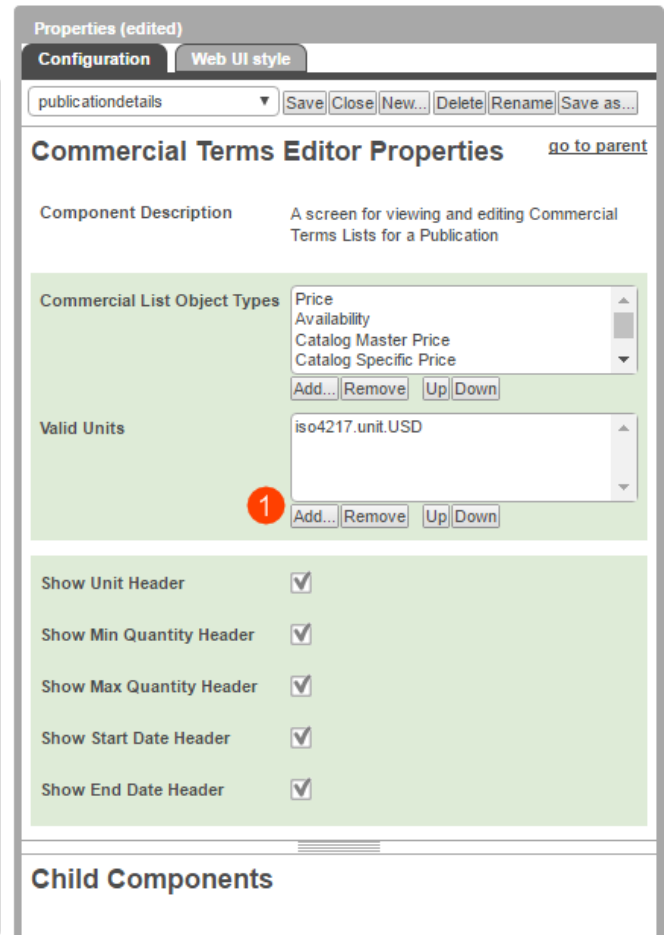 Properties (edited)
Configuration Web UI style
publicationdetails Save Close New... Delete Rename Save as...
Commercial Terms Editor Properties go to parent
Component Description A screen for viewing and editing Commercial
Terms Lists for a Publication
Commercial List Object Types Price
Availability
Catalog Master Price
Catalog Specific Price
Add... Remove Up Down
Valid Units iso4217.unit.USD
1 Add... Remove Up Down
Show Unit Header
Show Min Quantity Header
Show Max Quantity Header
Show Start Date Header
Show End Date Header
Child Components